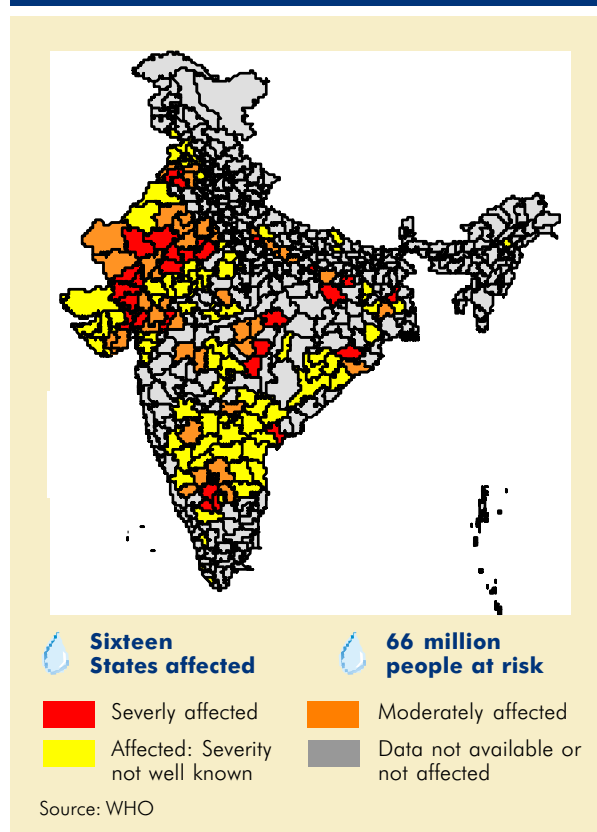 Sixteen
States affected
66 million
people at risk
Severly affected
Moderately affected
Affected: Severity
not well known
Data not available or
not affected
Source: WHO